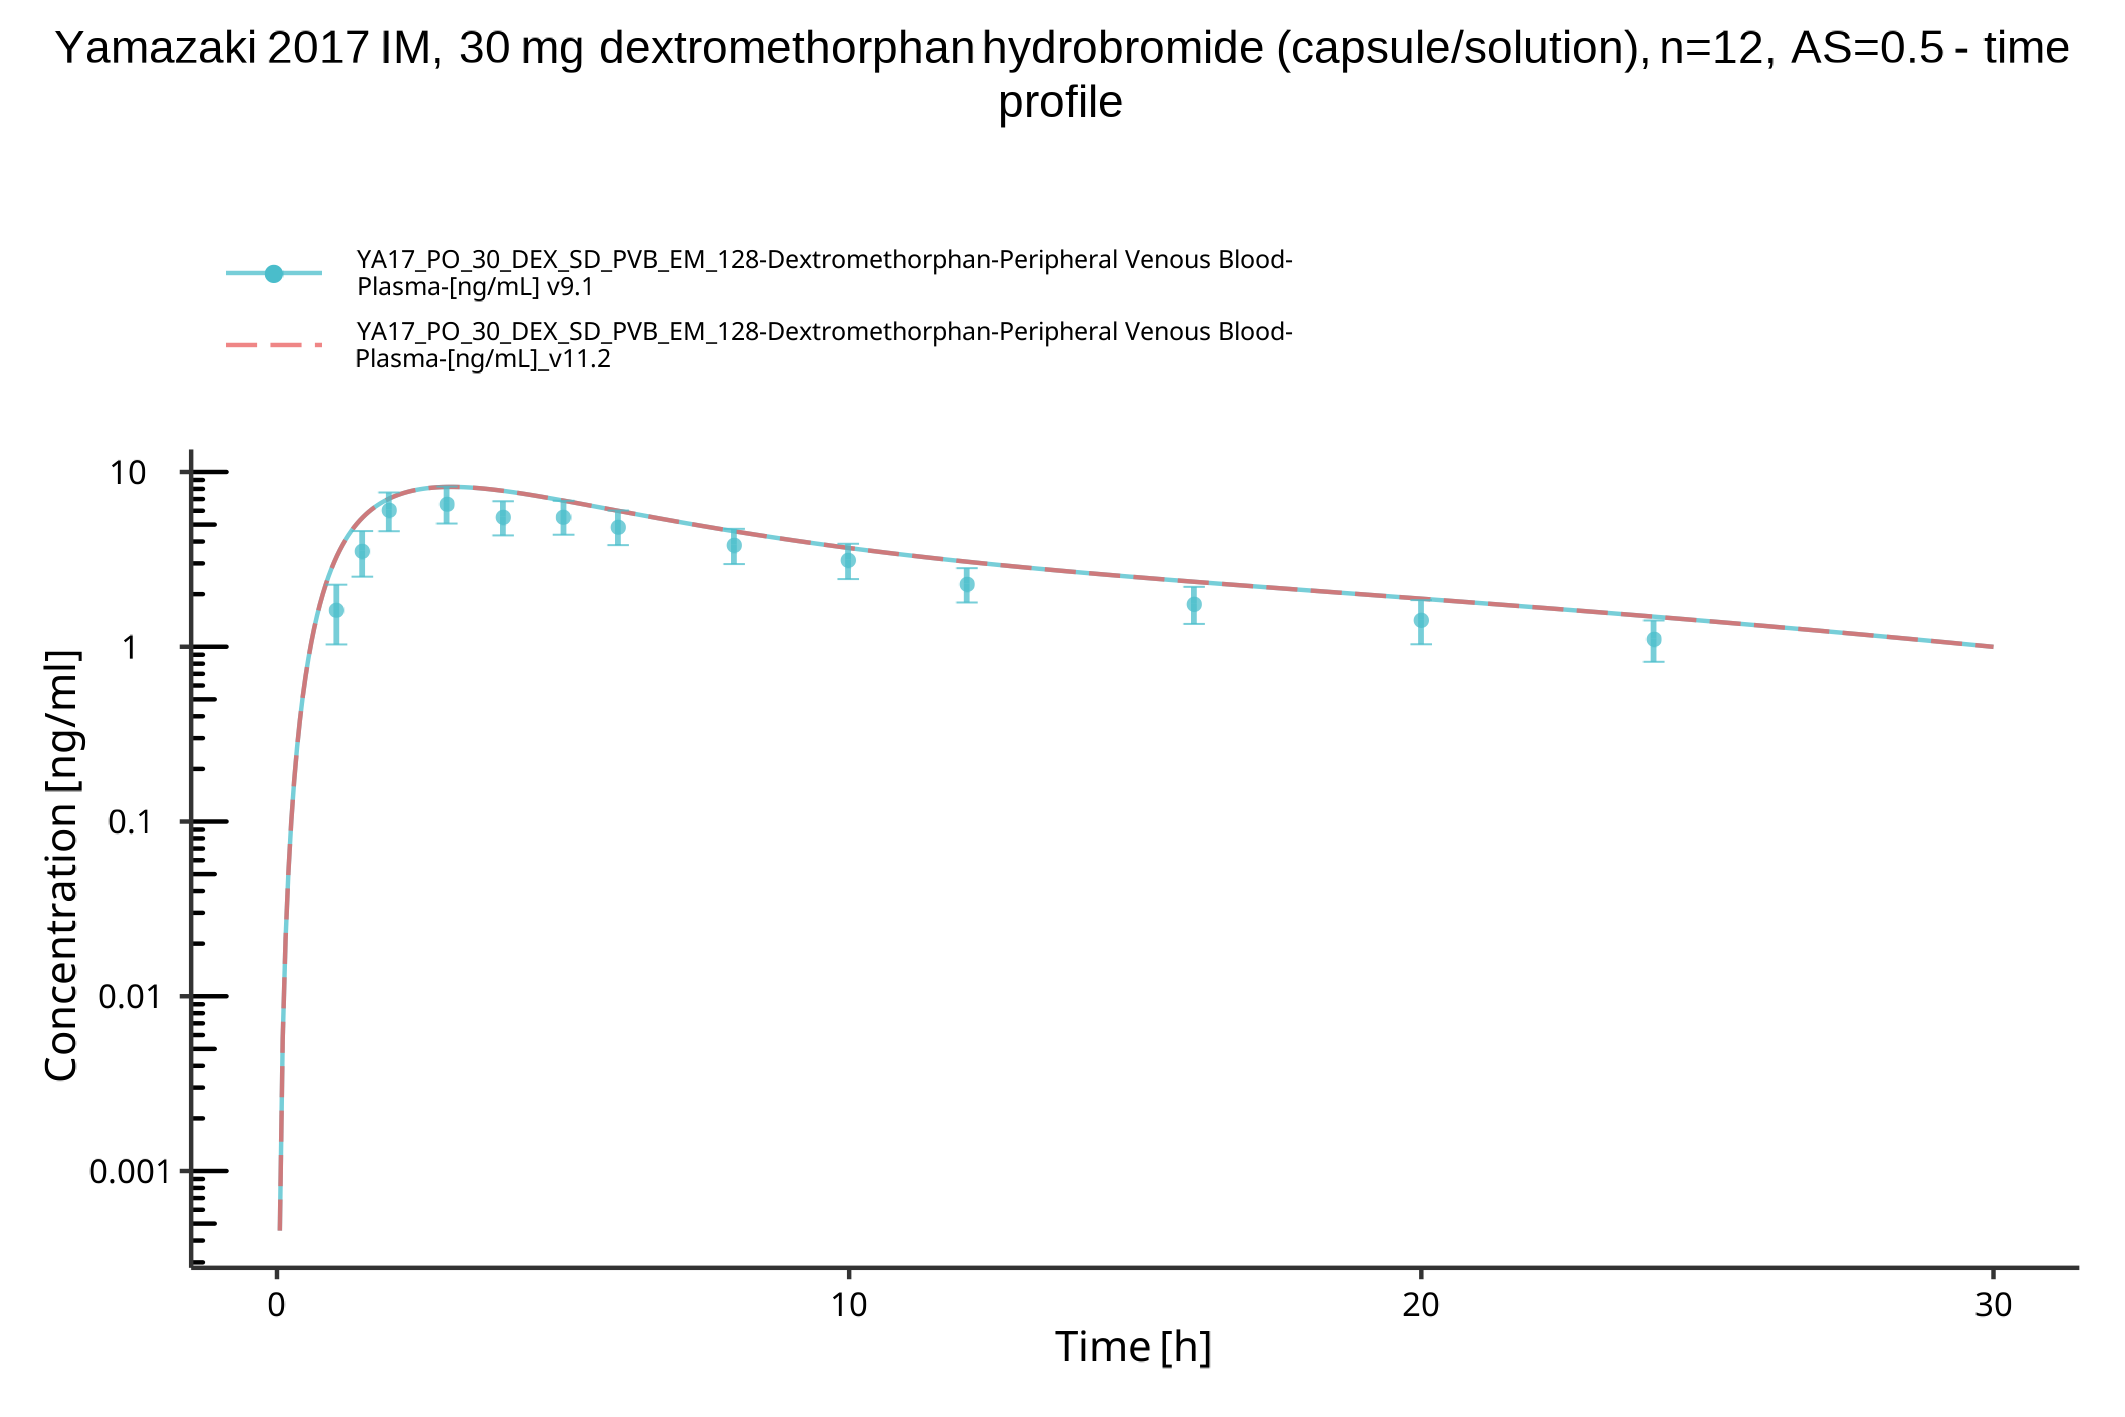 Yamazaki 2017 IM, 30 mg dextromethorphan hydrobromide (capsule/solution), n=12, AS=0.5 - time
profile
YA17_PO_30_DEX_SD_PVB_EM_128-Dextromethorphan-Peripheral Venous Blood-
Plasma-[ng/mL] v9.1
YA17_PO_30_DEX_SD_PVB_EM_128-Dextromethorphan-Peripheral Venous Blood-
Plasma-[ng/mL]_v11.2
10
1
0.1
0.01
0.001
Concentration [ng/ml]
0
10
20
30
Time [h]